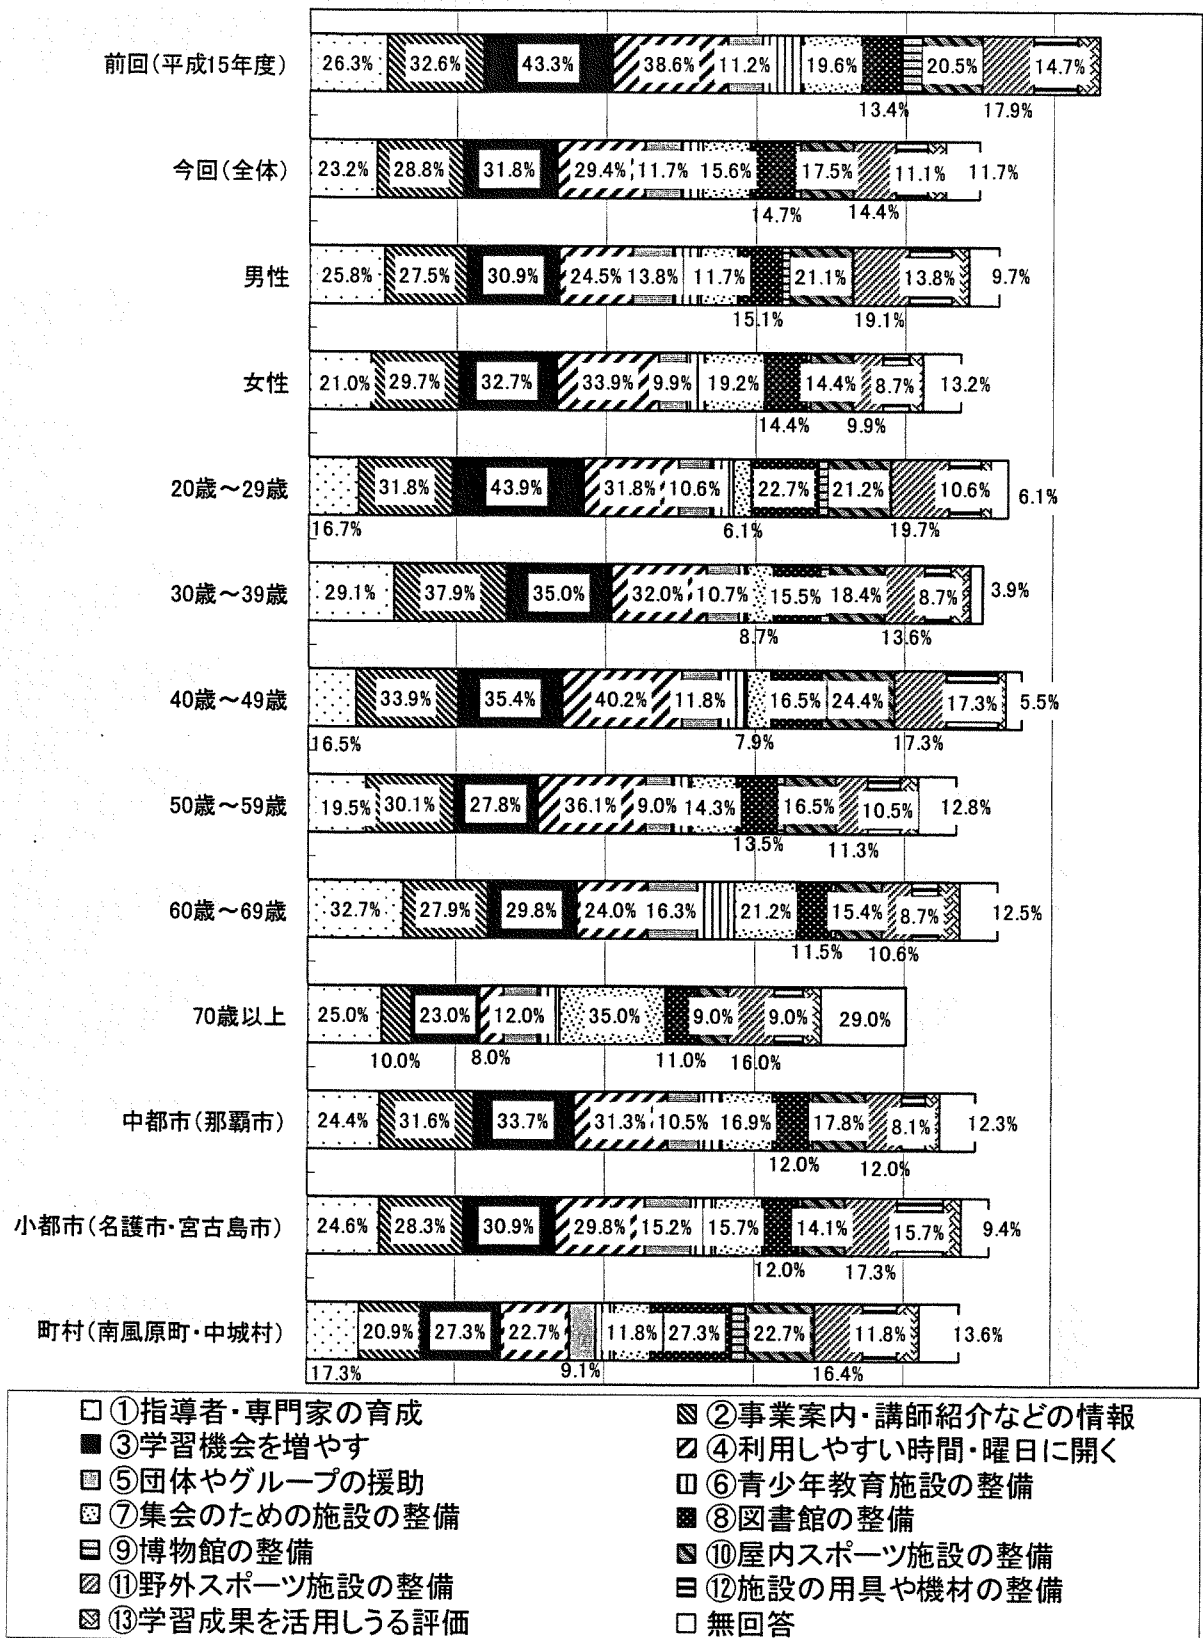 前回(平成15年度) 26.3% 32.6% 43.3% 38.6% 11.2% 19.6% 20.5% 14.7%
13.4% 17.9%
今回(全体) 23.2% 28.8% 31.8% 29.4% 11.7% 15.6% 17.5% 11.1% 11.7%
14.7% 14.4%
男性 25.8% 27.5% 30.9% 24.5% 13.8% 11.7% 21.1% 13.8% 9.7%
15.1% 19.1%
女性 21.0% 29.7% 32.7% 33.9% 9.9% 19.2% 14.4% 8.7% 13.2%
14.4% 9.9%
20歳～29歳 31.8% 43.9% 31.8% 10.6% 22.7% 21.2% 10.6% 6.1%
16.7% 6.1% 19.7%
30歳～39歳 29.1% 37.9% 35.0% 32.0% 10.7% 15.5% 18.4% 8.7% 3.9%
8.7% 13.6%
40歳～49歳 33.9% 35.4% 40.2% 11.8% 16.5% 24.4% 17.3% 5.5%
16.5% 7.9% 17.3%
50歳～59歳 19.5% 30.1% 27.8% 36.1% 9.0% 14.3% 16.5% 10.5% 12.8%
13.5% 11.3%
60歳～69歳 32.7% 27.9% 29.8% 24.0% 16.3% 21.2% 15.4% 8.7% 12.5%
11.5% 10.6%
70歳以上 25.0% 23.0% 12.0% 35.0% 9.0% 9.0% 29.0%
10.0% 8.0% 11.0% 16.0%
中都市(那覇市) 24.4% 31.6% 33.7% 31.3% 10.5% 16.9% 17.8% 8.1% 12.3%
12.0% 12.0%
小都市(名護市・宮古島市) 24.6% 28.3% 30.9% 29.8% 15.2% 15.7% 14.1% 15.7% 9.4%
12.0% 17.3%
町村(南風原町・中城村) 20.9% 27.3% 22.7% 11.8% 27.3% 22.7% 11.8% 13.6%
17.3% 9.1% 16.4%
①指導者・専門家の育成 ②事業案内・講師紹介などの情報
③学習機会を増やす ④利用しやすい時間・曜日に開く
⑤団体やグループの援助 ⑥青少年教育施設の整備
⑦集会のための施設の整備 ⑧図書館の整備
⑨博物館の整備 ⑩屋内スポーツ施設の整備
⑪野外スポーツ施設の整備 ⑫施設の用具や機材の整備
⑬学習成果を活用しうる評価 無回答